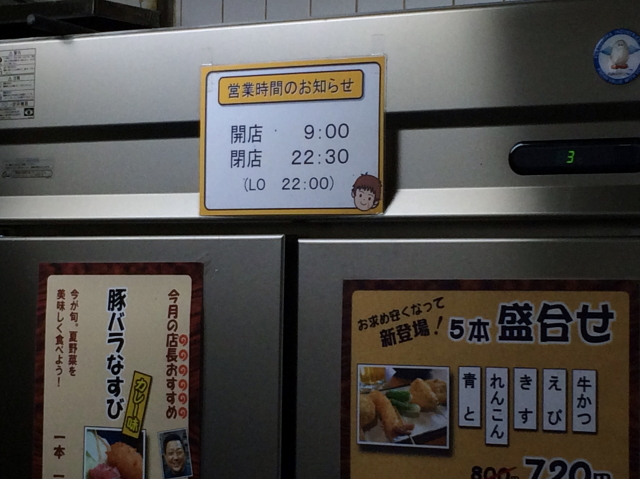 営業時間のお知らせ
開店 9:00
閉店 22:30
(LO 22:00)
3
今月の店長おすすめ
豚バラなすび
カレー味
今が旬。夏野菜を
美味しく食べよう!
一本 一
お求め容くなって
新登場!
5本 盛合せ
牛かつ
えび
きす
れんこん
青と
800円 720円